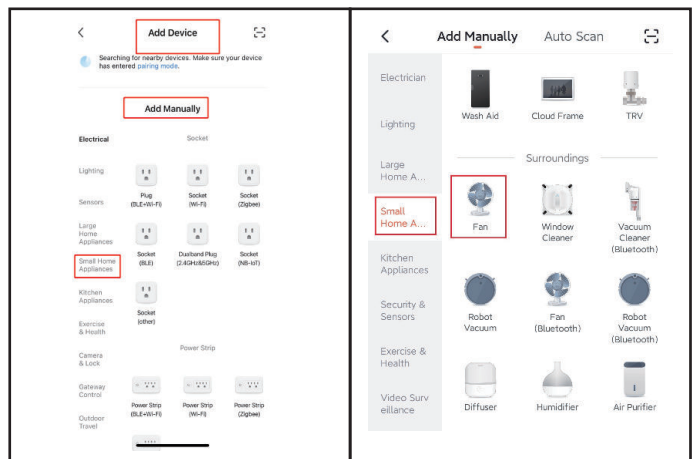 Add Device
Searching for nearby devices. Make sure your device
has entered pairing mode.
Add Manually
Electrical
Socket
Lighting
Sensors
Large
Home
Appliances
Small Home
Appliances
Kitchen
Appliances
Exercise
& Health
Camera
& Lock
Gateway
Control
Outdoor
Travel
Plug
(BLE+Wi-Fi)
Socket
(Wi-Fi)
Socket
(Zigbee)
Socket
(BLE)
Dualband Plug
(2.4GHz&5GHz)
Socket
(NB-IoT)
Socket
(other)
Power Strip
Power Strip
(BLE+Wi-Fi)
Power Strip
(Wi-Fi)
Power Strip
(Zigbee)
Add Manually
Auto Scan
Electrician
Lighting
Large
Home A...
Small
Home A...
Kitchen
Appliances
Security &
Sensors
Exercise &
Health
Video Surv
eillance
Wash Aid
Cloud Frame
TRV
Surroundings
Fan
Window
Cleaner
Vacuum
Cleaner
(Bluetooth)
Robot
Vacuum
Fan
(Bluetooth)
Robot
Vacuum
(Bluetooth)
Diffuser
Humidifier
Air Purifier